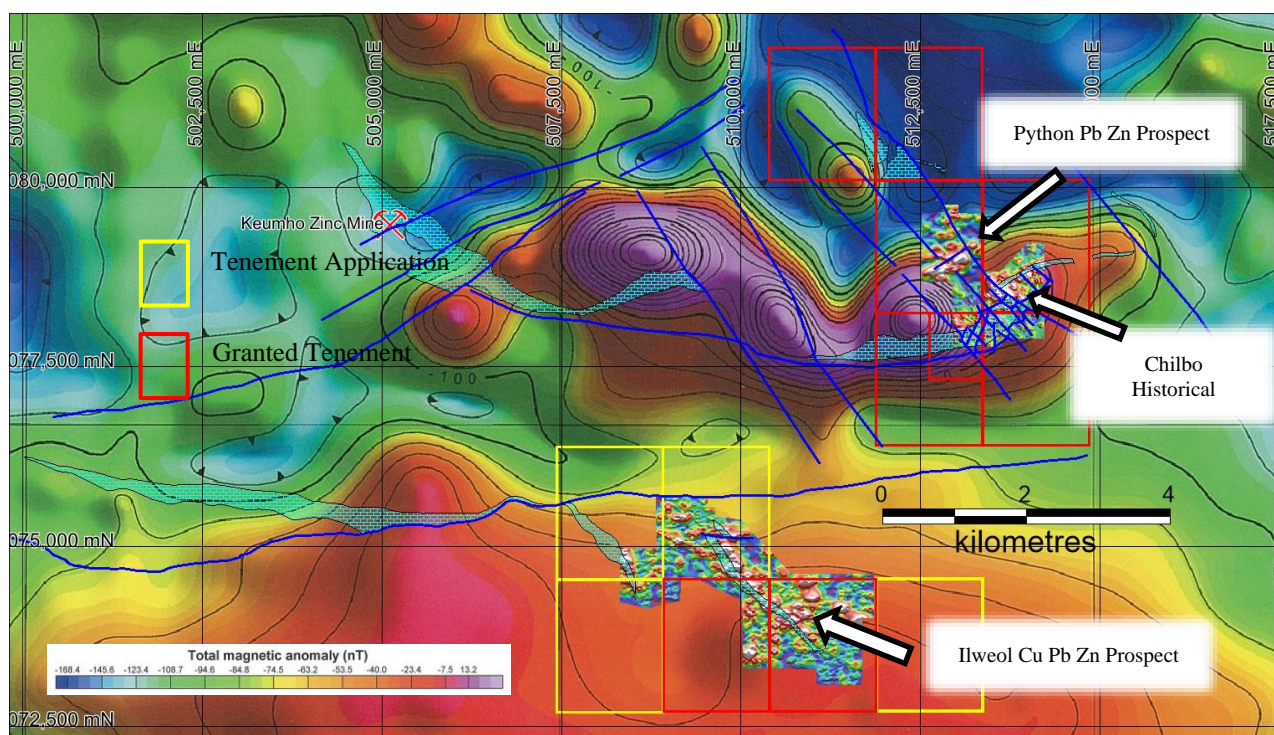 500,000 mE
502,500 mE
505,000 mE
507,500 mE
510,000 mE
512,500 mE
mE
517,5
-100
Python Pb Zn Prospect
080,000 mN
Keumho Zinc Mine
Tenement Application
Granted Tenement
Chilbo
Historical
077,500 mN
-100
0
0 2 4
kilometres
075,000 mN
Total magnetic anomaly (nT)
-168.4 -145.6 -123.4 -108.7 -94.6 -84.8 -74.5 -63.2 -53.5 -40.0 -23.4 -7.5 13.2
Ilweol Cu Pb Zn Prospect
072,500 mN